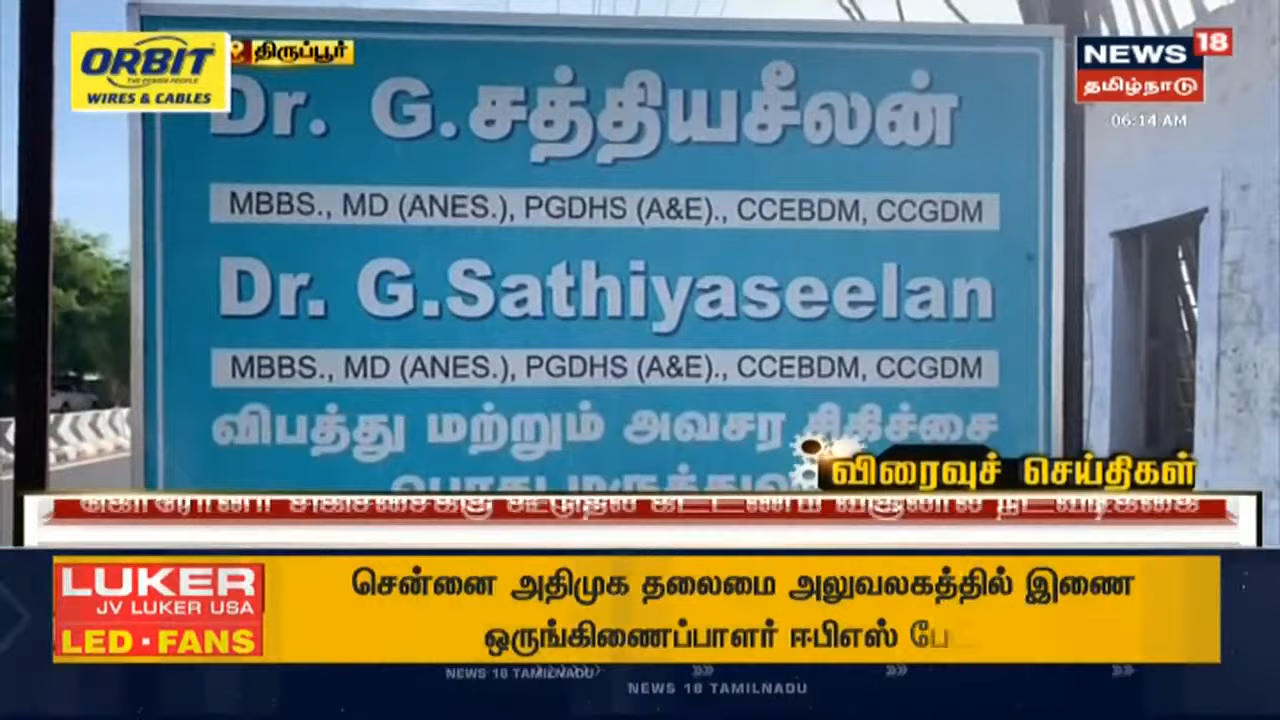 ORBIT
THE POWER PEOPLE
WIRES & CABLES
திருப்பூர்
NEWS 18
தமிழ்நாடு
06:14 AM
Dr. G.சத்தியசீலன்
MBBS., MD (ANES.), PGDHS (A&E)., CCEBDM, CCGDM
Dr. G.Sathiyaseelan
MBBS., MD (ANES.), PGDHS (A&E)., CCEBDM, CCGDM
விபத்து மற்றும் அவசர சிகிச்சை
விரைவுச் செய்திகள்
LUKER
JV LUKER USA
LED · FANS
சென்னை அதிமுக தலைமை அலுவலகத்தில் இணை
ஒருங்கிணைப்பாளர் ஈபிஎஸ் பே
NEWS 18 TAMILNADU
NEWS 18 TAMILNADU